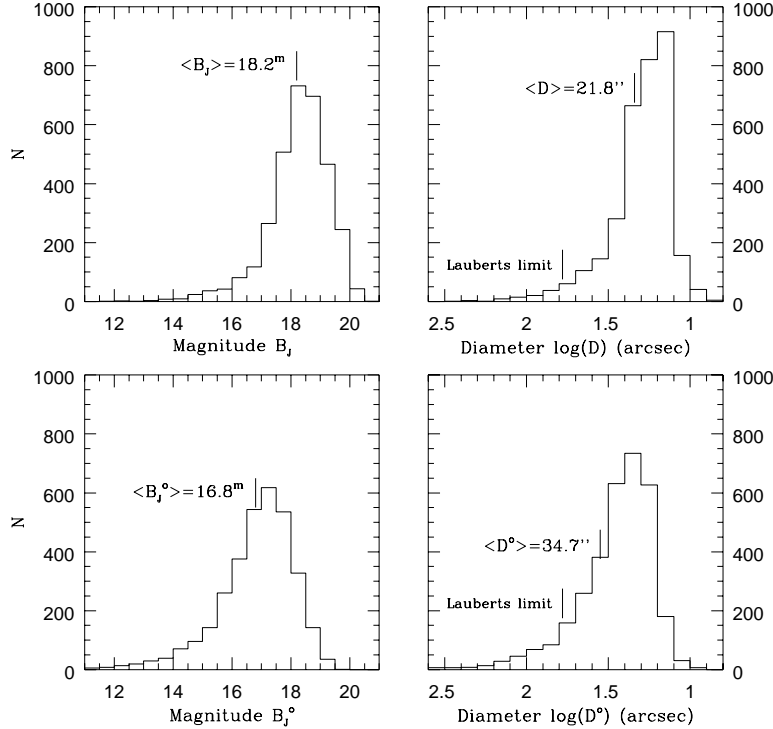 1000 1000
<B_J>=18.2^m
800 800
<D>=21.8''
600 600
N
400 400
200 Lauberts limit 200
0 0
12 14 16 18 20 2.5 2 1.5 1
Magnitude B_J Diameter log(D) (arcsec)
1000 1000
800 800
600 <B_J^o>=16.8^m 600
N
<D^o>=34.7''
400 400
200 Lauberts limit 200
0 0
12 14 16 18 20 2.5 2 1.5 1
Magnitude B_J^o Diameter log(D^o) (arcsec)